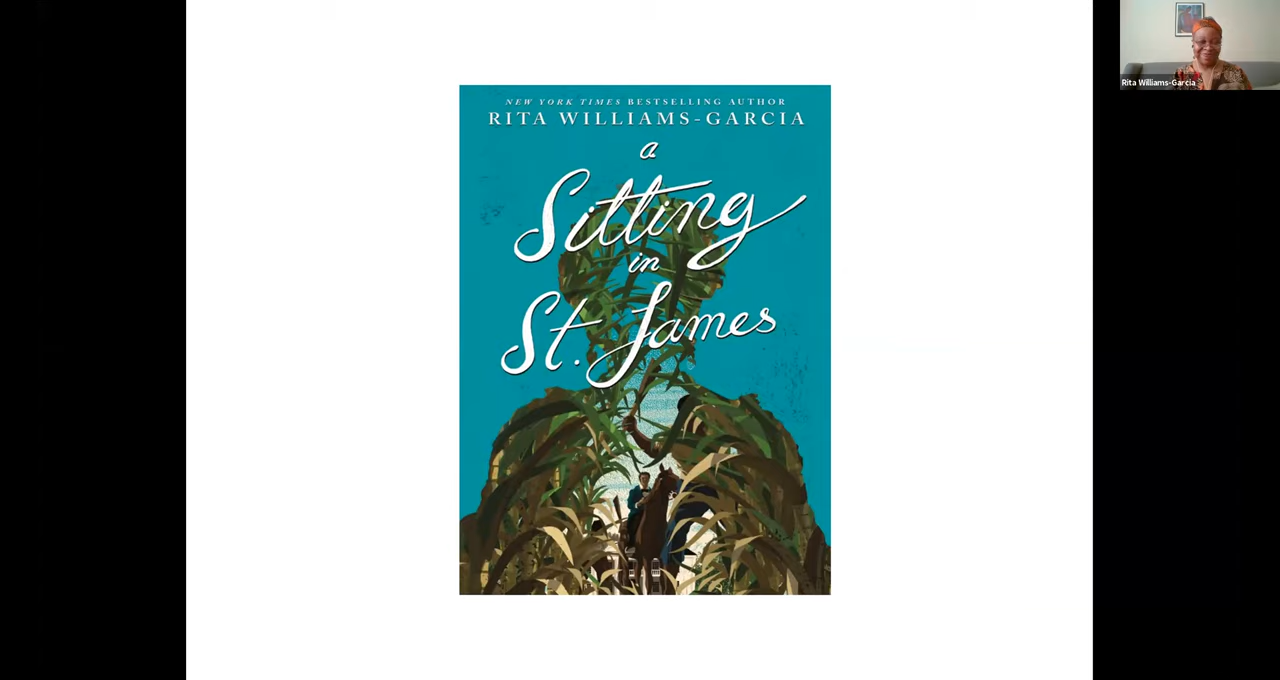 NEW YORK TIMES BESTSELLING AUTHOR
RITA WILLIAMS-GARCIA
a
Sitting
in
St. James
Rita Williams-Garcia